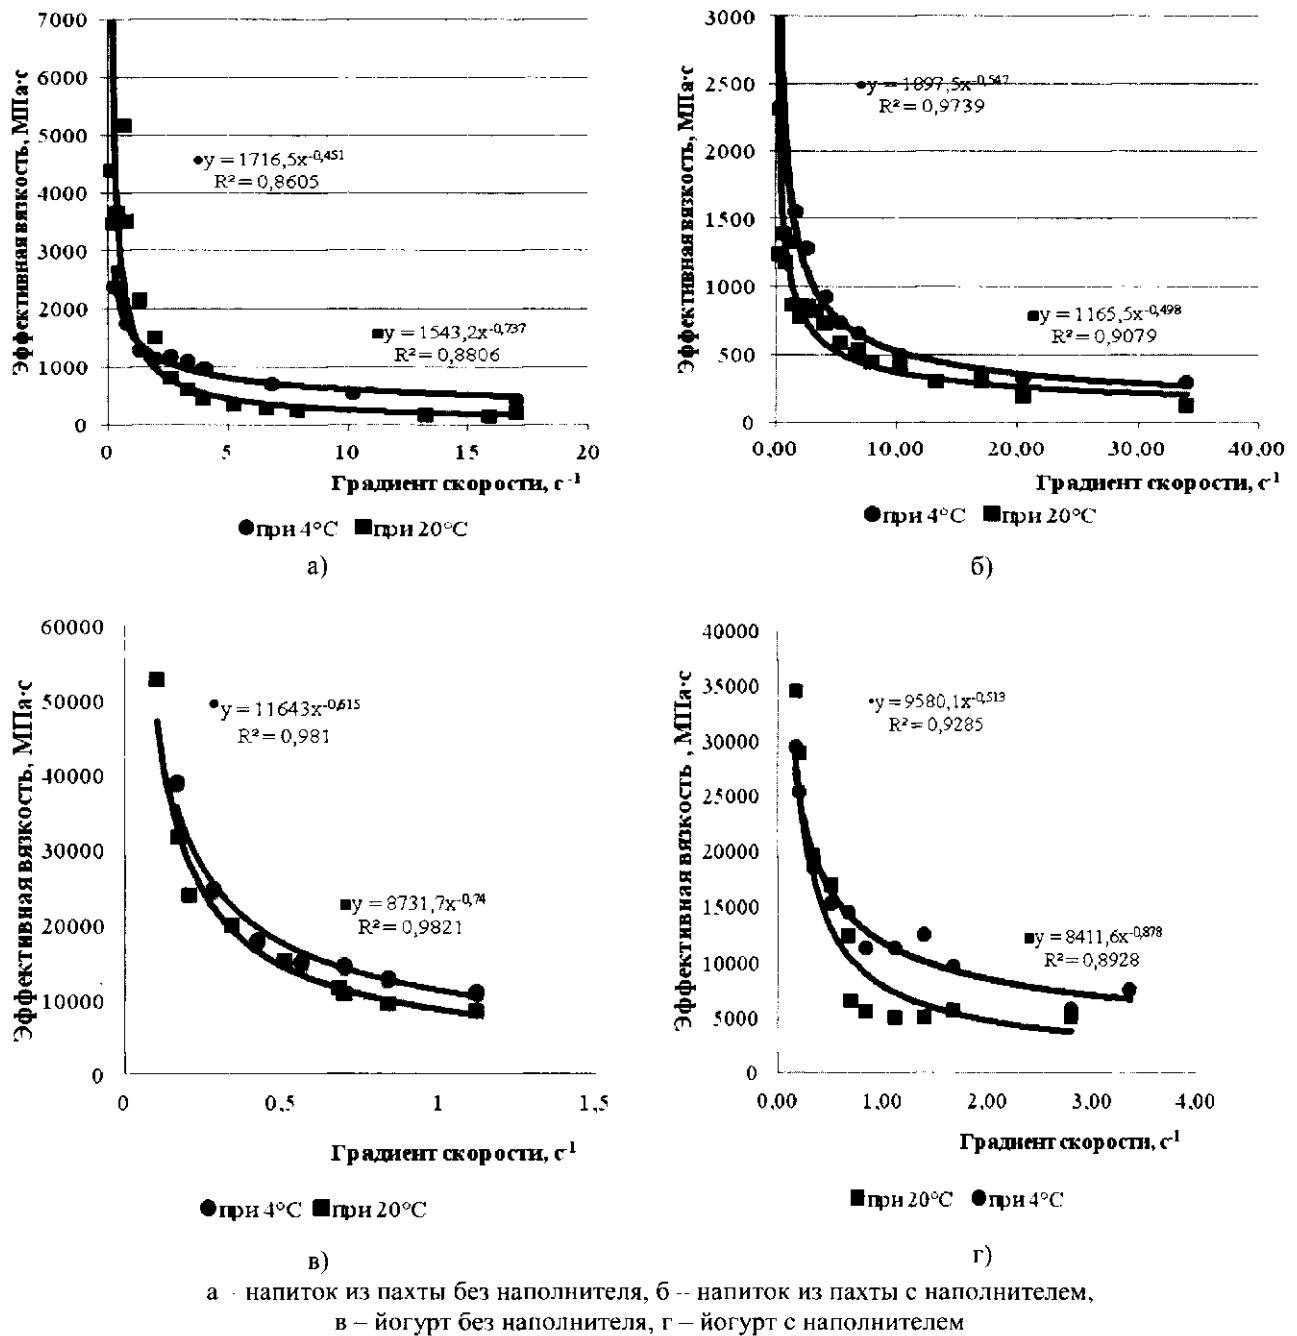 Эффективная вязкость, МПа·с
7000
6000
5000
4000
3000
2000
1000
0
y = 1716,5x^-0,451
R² = 0,8605
y = 1543,2x^-0,737
R² = 0,8806
0 5 10 15 20
Градиент скорости, с^-1
при 4°C при 20°C
а)
Эффективная вязкость, МПа·с
3000
2500
2000
1500
1000
500
0
y = 1897,5x^-0,547
R² = 0,9739
y = 1165,5x^-0,498
R² = 0,9079
0,00 10,00 20,00 30,00 40,00
Градиент скорости, с^-1
при 4°C при 20°C
б)
Эффективная вязкость, МПа·с
60000
50000
40000
30000
20000
10000
0
y = 11643x^-0,615
R² = 0,981
y = 8731,7x^-0,74
R² = 0,9821
0 0,5 1 1,5
Градиент скорости, с^-1
при 4°C при 20°C
в)
Эффективная вязкость , МПа·с
40000
35000
30000
25000
20000
15000
10000
5000
0
y = 9580,1x^-0,513
R² = 0,9285
y = 8411,6x^-0,878
R² = 0,8928
0,00 1,00 2,00 3,00 4,00
Градиент скорости, с^-1
при 20°C при 4°C
г)
а - напиток из пахты без наполнителя, б -- напиток из пахты с наполнителем,
в – йогурт без наполнителя, г – йогурт с наполнителем